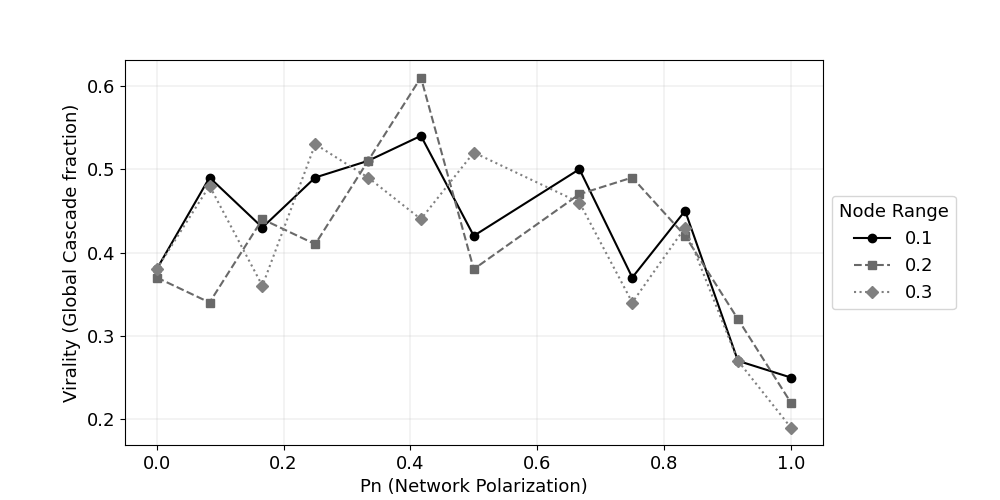 0.6
0.5
0.4
0.3
0.2
Virality (Global Cascade fraction)
0.0 0.2 0.4 0.6 0.8 1.0
Pn (Network Polarization)
Node Range
0.1
0.2
0.3